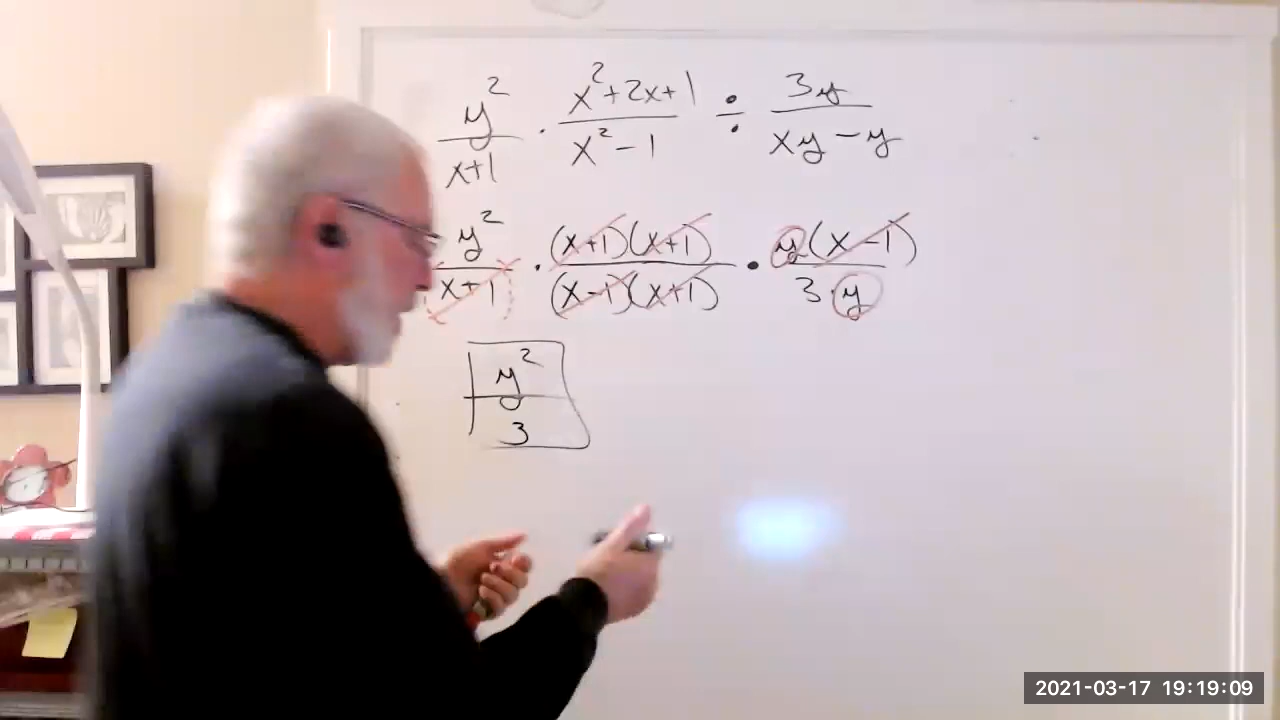 y²/(x+1) · (x²+2x+1)/(x²-1) ÷ 3y/(xy-y)
y²/(x+1) · (x+1)(x+1)/((x-1)(x+1)) · y(x-1)/(3y)
y²/3
2021-03-17 19:19:09